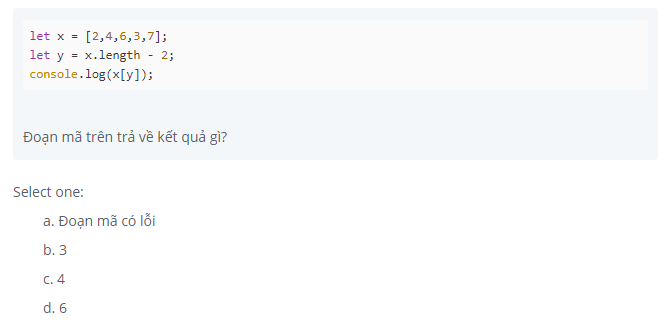 let x = [2,4,6,3,7];
let y = x.length - 2;
console.log(x[y]);
Đoạn mã trên trả về kết quả gì?
Select one:
a. Đoạn mã có lỗi
b. 3
c. 4
d. 6